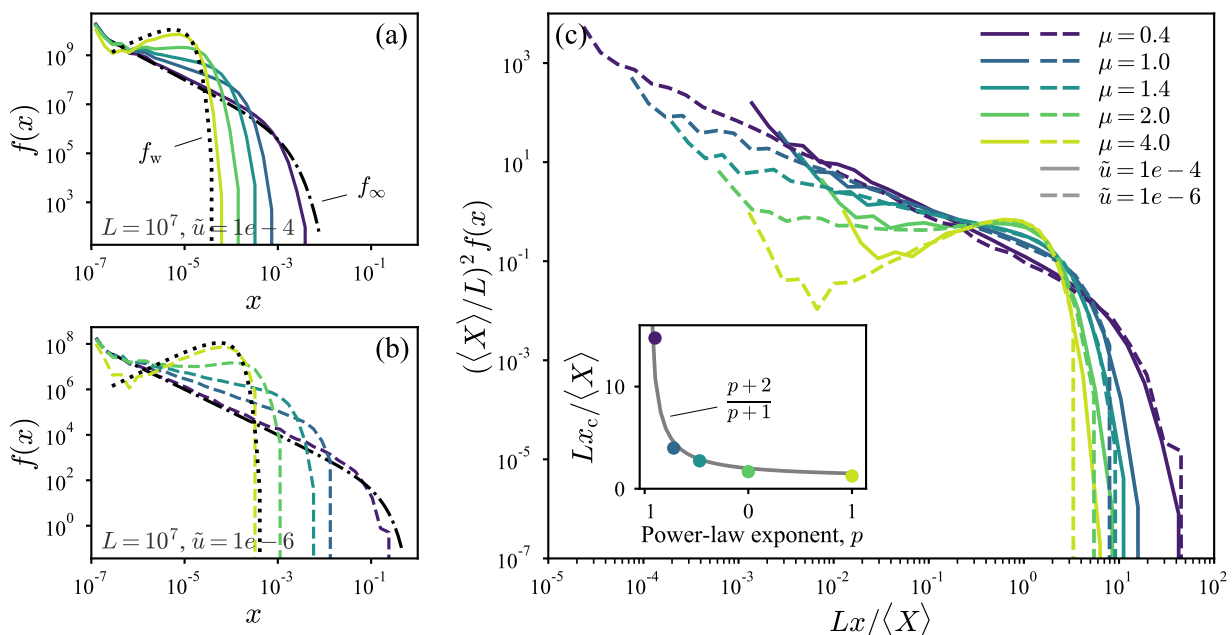 (a)
f(x)
10^9
10^7
10^5
10^3
f_w
f_∞
L = 10^7, ũ = 1e − 4
10^-7 10^-5 10^-3 10^-1
x
(b)
f(x)
10^8
10^6
10^4
10^2
10^0
L = 10^7, ũ = 1e − 6
10^-7 10^-5 10^-3 10^-1
x
(c)
(⟨X⟩/L)^2 f(x)
10^3
10^1
10^-1
10^-3
10^-5
10^-7
μ = 0.4
μ = 1.0
μ = 1.4
μ = 2.0
μ = 4.0
ũ = 1e − 4
ũ = 1e − 6
Lx_c/⟨X⟩
10
0
p + 2
p + 1
1 0 1
Power-law exponent, p
10^-5 10^-4 10^-3 10^-2 10^-1 10^0 10^1 10^2
Lx/⟨X⟩